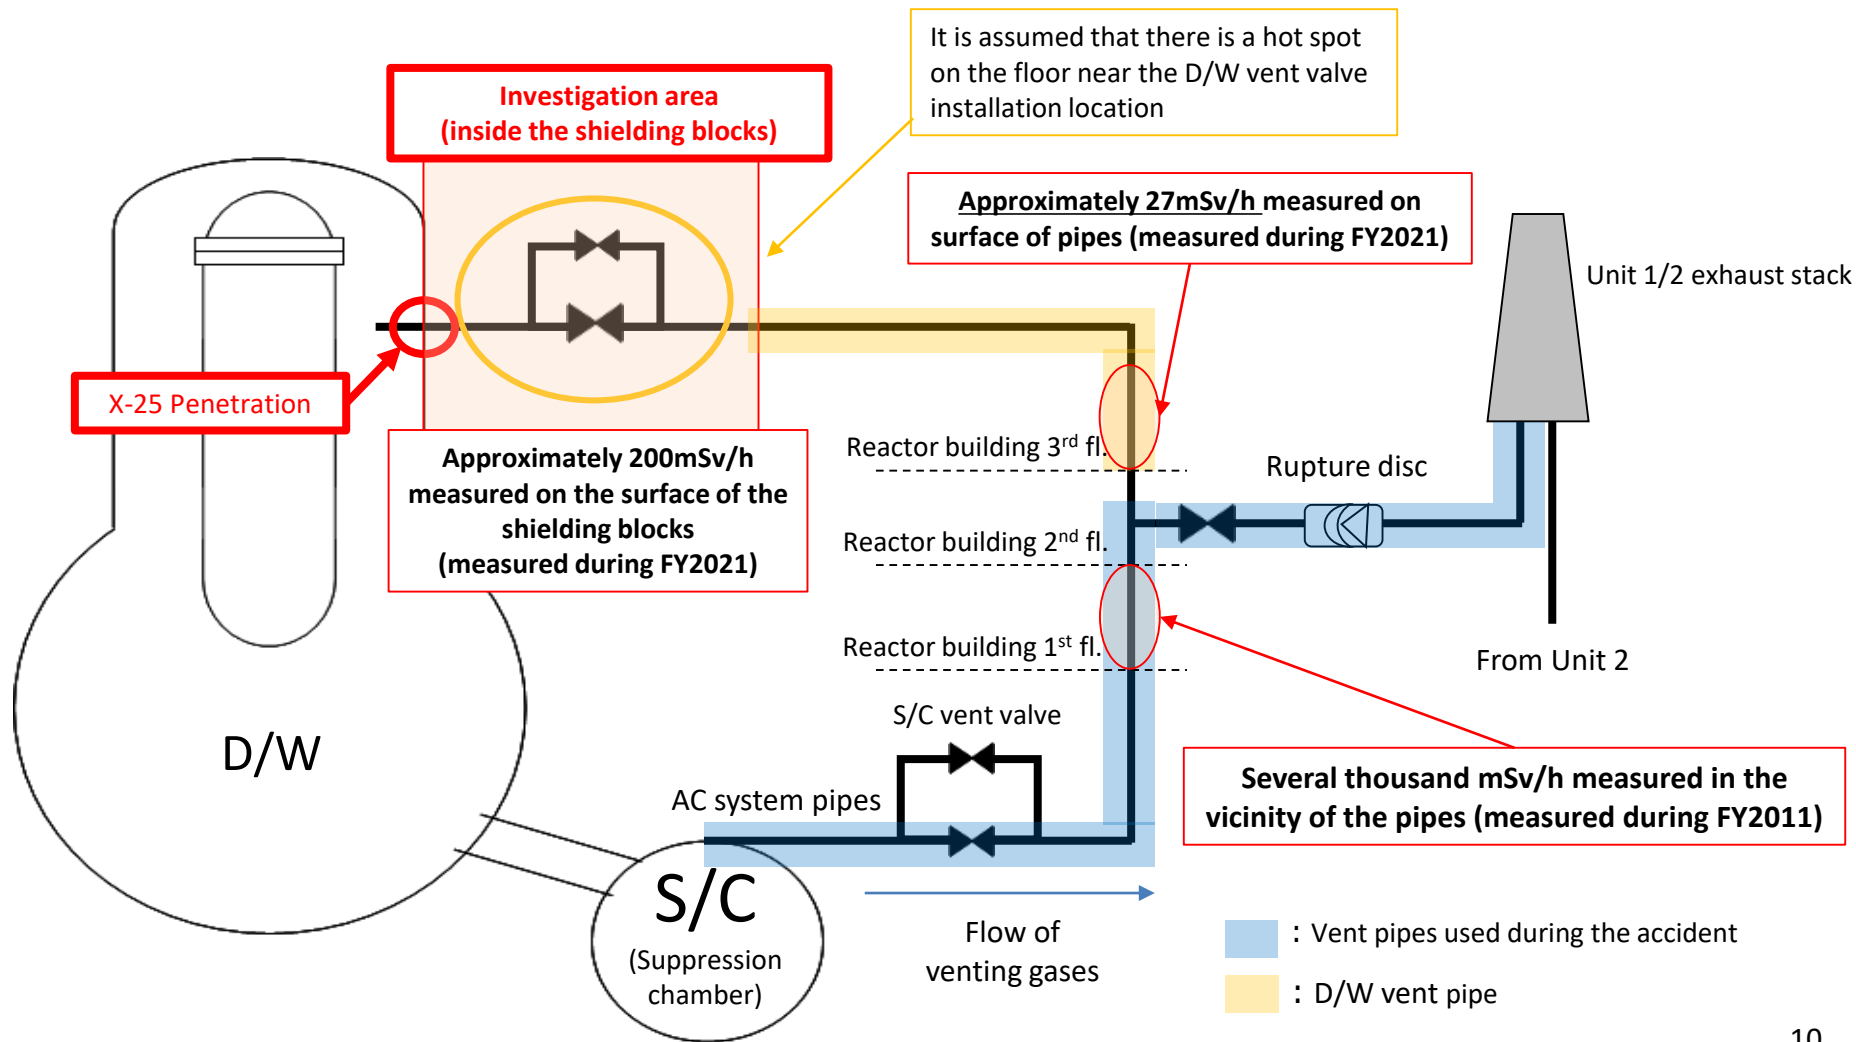 It is assumed that there is a hot spot
on the floor near the D/W vent valve
installation location
Investigation area
(inside the shielding blocks)
Approximately 27mSv/h measured on
surface of pipes (measured during FY2021)
Unit 1/2 exhaust stack
X-25 Penetration
Approximately 200mSv/h
measured on the surface of the
shielding blocks
(measured during FY2021)
Reactor building 3rd fl.
Rupture disc
Reactor building 2nd fl.
Reactor building 1st fl.
From Unit 2
S/C vent valve
D/W
AC system pipes
Several thousand mSv/h measured in the
vicinity of the pipes (measured during FY2011)
S/C
(Suppression
chamber)
Flow of
venting gases
: Vent pipes used during the accident
: D/W vent pipe
10